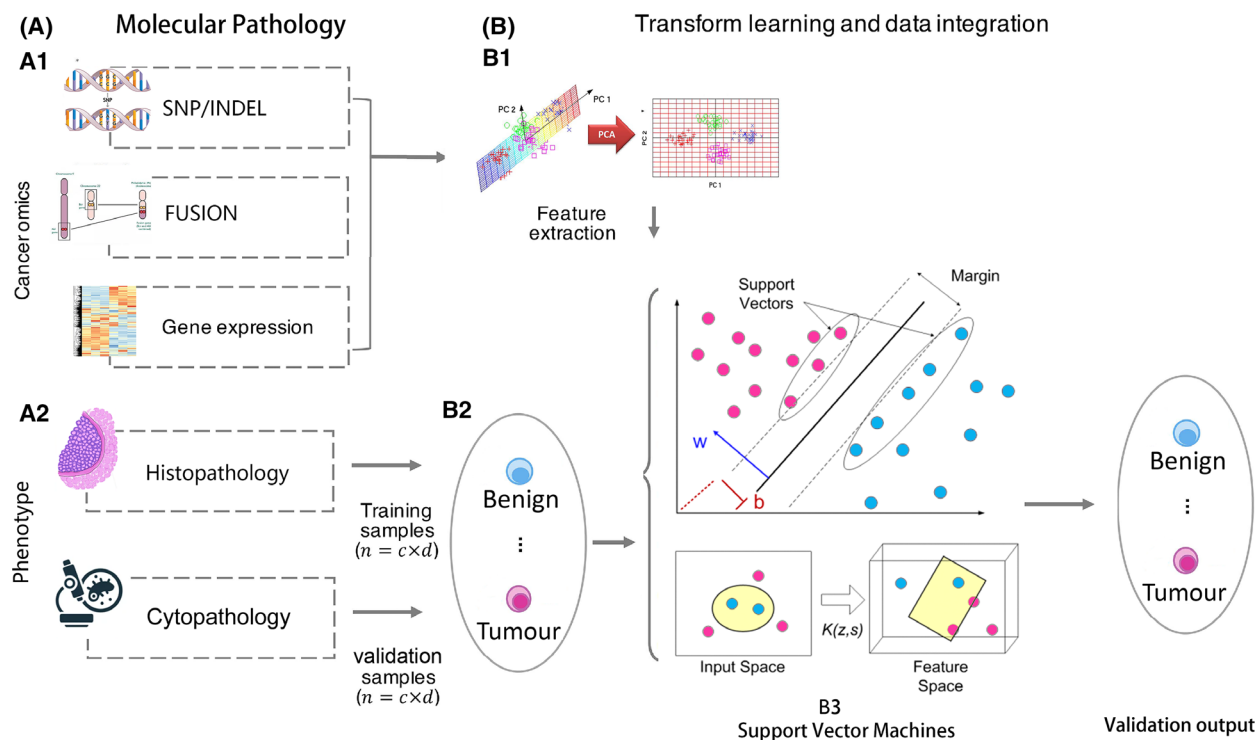 (A) Molecular Pathology
(B) Transform learning and data integration
A1
SNP
SNP/INDEL
FUSION
Gene expression
Cancer omics
A2
Histopathology
Cytopathology
Phenotype
Training
samples
(n = c×d)
validation
samples
(n = c×d)
B1
PC 1
PC 2
PCA
PC 2
PC 1
Feature
extraction
B2
Benign
...
Tumour
Support
Vectors
Margin
w
b
K(z,s)
Input Space
Feature
Space
B3
Support Vector Machines
Benign
...
Tumour
Validation output